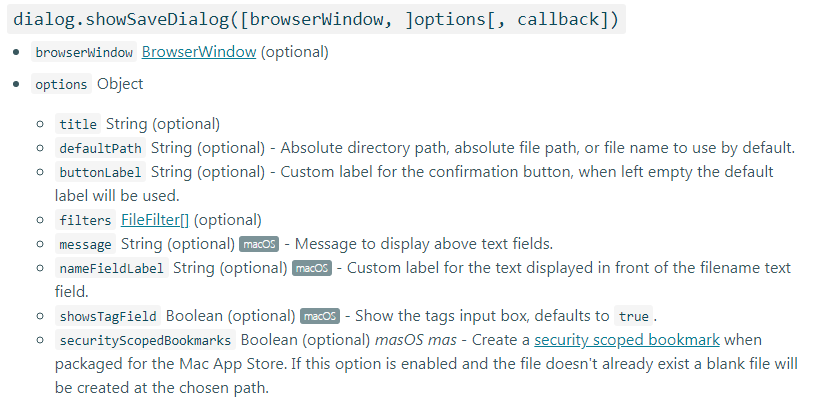 dialog.showSaveDialog([browserWindow, ]options[, callback])
browserWindow BrowserWindow (optional)
options Object
title String (optional)
defaultPath String (optional) - Absolute directory path, absolute file path, or file name to use by default.
buttonLabel String (optional) - Custom label for the confirmation button, when left empty the default
label will be used.
filters FileFilter[] (optional)
message String (optional) macOS - Message to display above text fields.
nameFieldLabel String (optional) macOS - Custom label for the text displayed in front of the filename text
field.
showsTagField Boolean (optional) macOS - Show the tags input box, defaults to true.
securityScopedBookmarks Boolean (optional) masOS mas - Create a security scoped bookmark when
packaged for the Mac App Store. If this option is enabled and the file doesn't already exist a blank file will
be created at the chosen path.